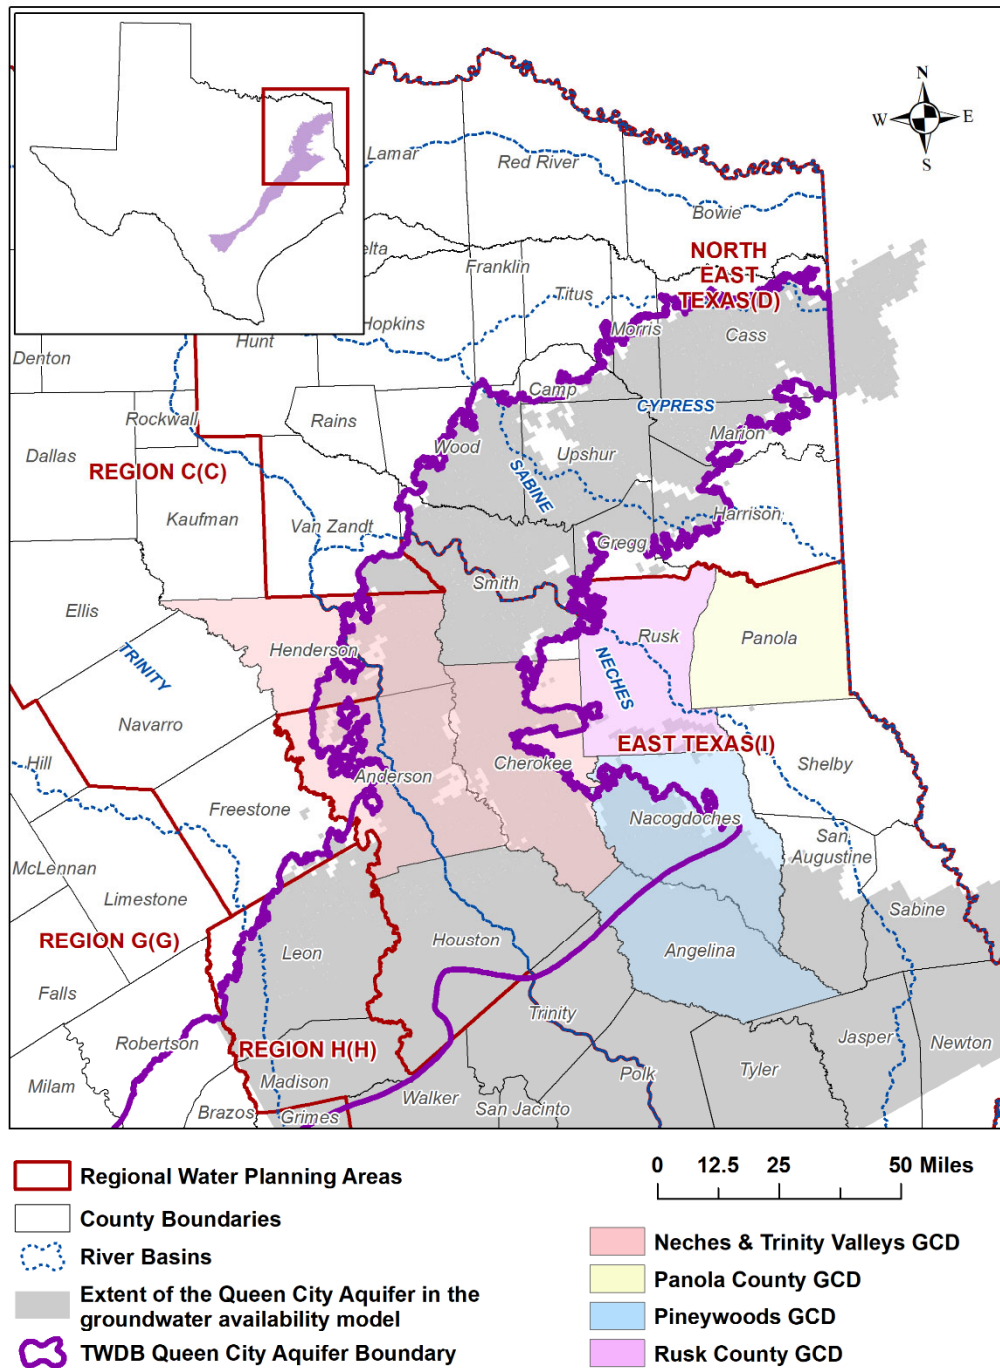 N
W
E
S
Lamar
Red River
Bowie
elta
Franklin
NORTH
EAST
TEXAS(D)
Titus
Hopkins
Morris
Cass
Hunt
Denton
Camp
CYPRESS
Rockwall
Rains
Marion
Dallas
Wood
Upshur
REGION C(C)
SABINE
Kaufman
Van Zandt
Harrison
Gregg
Smith
Ellis
Rusk
Panola
Henderson
TRINITY
NECHES
Navarro
EAST TEXAS(I)
Hill
Cherokee
Shelby
Anderson
Freestone
Nacogdoches
San
Augustine
McLennan
Limestone
Sabine
REGION G(G)
Leon
Houston
Angelina
Falls
Trinity
Robertson
REGION H(H)
Jasper
Newton
Milam
Madison
Polk
Tyler
Walker
Brazos
Grimes
San Jacinto
Regional Water Planning Areas
County Boundaries
River Basins
Extent of the Queen City Aquifer in the
groundwater availability model
TWDB Queen City Aquifer Boundary
0 12.5 25 50 Miles
Neches & Trinity Valleys GCD
Panola County GCD
Pineywoods GCD
Rusk County GCD